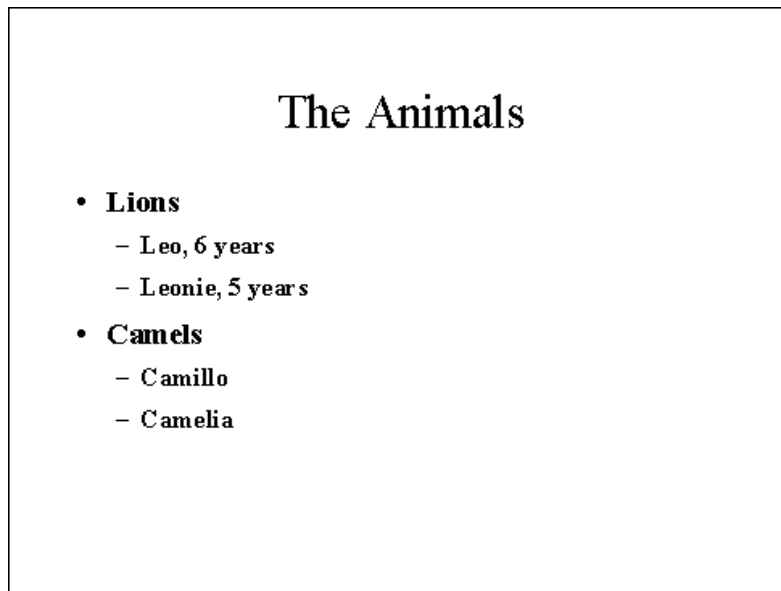 The Animals
• Lions
– Leo, 6 years
– Leonie, 5 years
• Camels
– Camillo
– Camelia